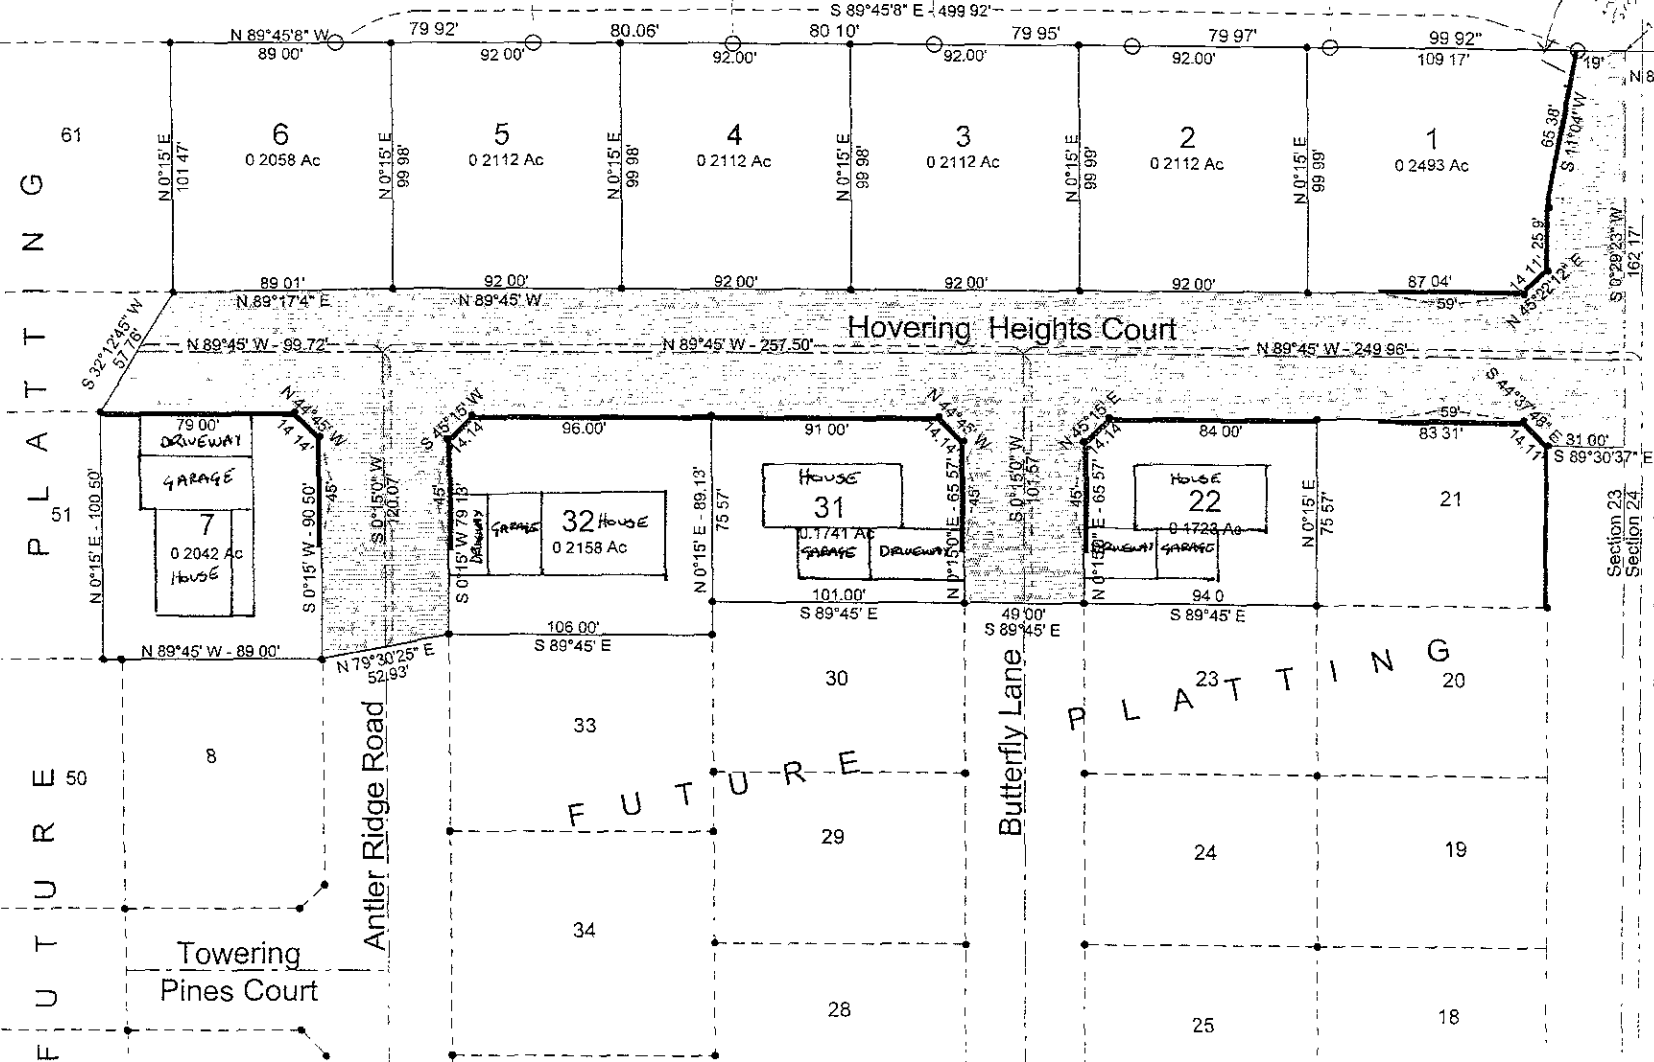 S 89°45'8" E - 499 92'
N 89°45'8" W
79 92'
80.06'
80 10'
79 95'
79 97'
99 92"
89 00'
92 00'
92.00'
92.00'
92.00'
109 17'
19'
N 8
61
N 0°15' E
101 47'
6
0 2058 Ac
N 0°15' E
99 98'
5
0 2112 Ac
N 0°15' E
99 98'
4
0 2112 Ac
N 0°15' E
99 98'
3
0 2112 Ac
N 0°15' E
99 99'
2
0 2112 Ac
N 0°15' E
99 99'
1
0 2493 Ac
65 38'
S 11°04" W
25 9'
14 11'
N 45°22'12" E
S 0°29'23" W
162 17'
89 01'
N 89°17'4" E
92 00'
N 89°45' W
92 00'
92 00'
92 00'
87 04'
59'
S 32°12'45" W
57 76'
Hovering Heights Court
N 89°45' W - 99.72'
N 89°45' W - 257.50'
N 89°45' W - 249 96'
79 00'
N 44°45' W
14 14'
S 45°15' W
14.14'
96.00'
91 00'
N 44°45' W
14.14'
N 45°15' E
14.14'
84 00'
59'
83 31'
S 44°37'48" E
14.11'
31 00'
S 89°30'37" E
51
N 0°15' E - 100 50'
DRIVEWAY
GARAGE
7
0 2042 Ac
HOUSE
S 0°15' W - 90 50'
45'
S 0°15'0" W
120.07'
45'
S 0°15' W 79 13'
DRIVEWAY
GARAGE
32 HOUSE
0 2158 Ac
N 0°15' E - 89.13'
75 57'
HOUSE
31
0.1741 Ac
GARAGE
DRIVEWAY
N 0°15'0" E - 65 57'
45'
S 0°15'0" W
101.57'
45'
N 0°15'0" E - 65 57'
HOUSE
22
0 1723 Ac
DRIVEWAY
GARAGE
N 0°15' E
75 57'
21
Section 23
Section 24
N 89°45' W - 89 00'
N 79°30'25" E
52.93'
106 00'
S 89°45' E
101.00'
S 89°45' E
49 00'
S 89°45' E
94 0
S 89°45' E
50
8
33
30
23
20
29
24
19
34
28
25
18
Antler Ridge Road
Butterfly Lane
Towering
Pines Court
FUTURE PLATTING
FUTURE PLATTING
F